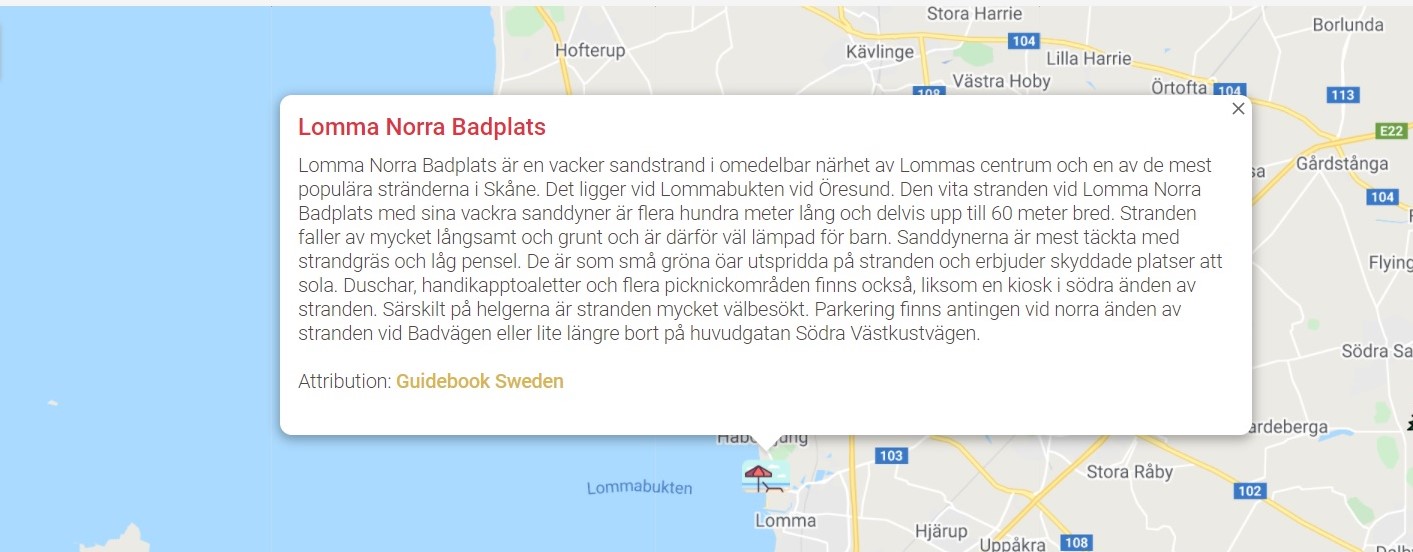 Stora Harrie
Borlunda
Hofterup
Kävlinge
104
Lilla Harrie
Västra Hoby
Örtofta
104
108
113
E22
Gårdstånga
104
Flying
Södra Sa
Lomma Norra Badplats
Lomma Norra Badplats är en vacker sandstrand i omedelbar närhet av Lommas centrum och en av de mest
populära stränderna i Skåne. Det ligger vid Lommabukten vid Öresund. Den vita stranden vid Lomma Norra
Badplats med sina vackra sanddyner är flera hundra meter lång och delvis upp till 60 meter bred. Stranden
faller av mycket långsamt och grunt och är därför väl lämpad för barn. Sanddynerna är mest täckta med
strandgräs och låg pensel. De är som små gröna öar utspridda på stranden och erbjuder skyddade platser att
sola. Duschar, handikapptoaletter och flera picknickområden finns också, liksom en kiosk i södra änden av
stranden. Särskilt på helgerna är stranden mycket välbesökt. Parkering finns antingen vid norra änden av
stranden vid Badvägen eller lite längre bort på huvudgatan Södra Västkustvägen.
Attribution: Guidebook Sweden
ardeberga
103
Stora Råby
Lommabukten
102
Lomma
Hjärup
Uppåkra
108